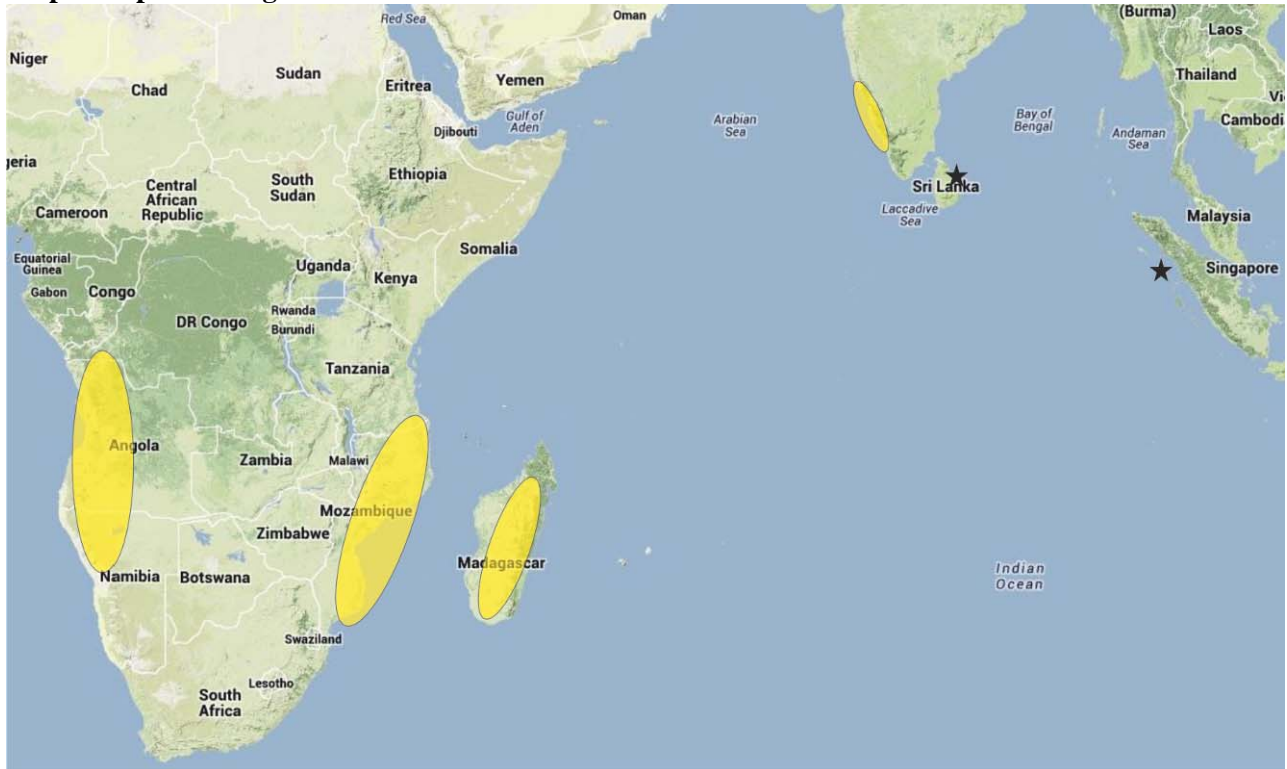 Red Sea
Oman
(Burma)
Laos
Niger
Sudan
Yemen
Thailand
Chad
Eritrea
Gulf of
Aden
Arabian
Sea
Bay of
Bengal
Cambodi
Djibouti
Andaman
Sea
Ethiopia
South
Sudan
Central
African
Republic
Cameroon
Sri Lanka
Laccadive
Sea
Malaysia
Somalia
Equatorial
Guinea
Uganda
Kenya
Singapore
Gabon
Congo
Rwanda
Burundi
DR Congo
Tanzania
Angola
Zambia
Malawi
Mozambique
Zimbabwe
Madagascar
Namibia
Botswana
Indian
Ocean
Swaziland
Lesotho
South
Africa